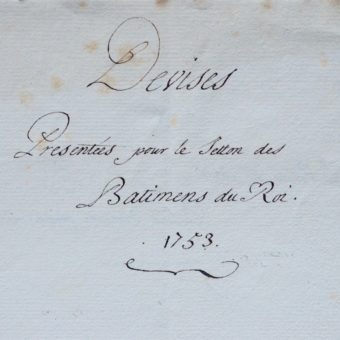 Devises
Presentées pour le Jetton des
Batimens du Roi.
. 1753.